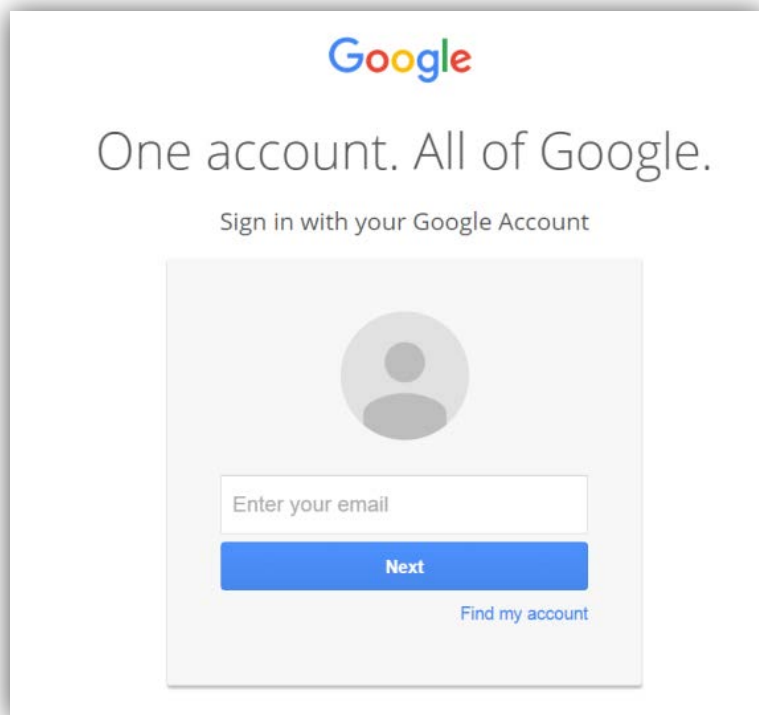 Google
One account. All of Google.
Sign in with your Google Account
Enter your email
Next
Find my account